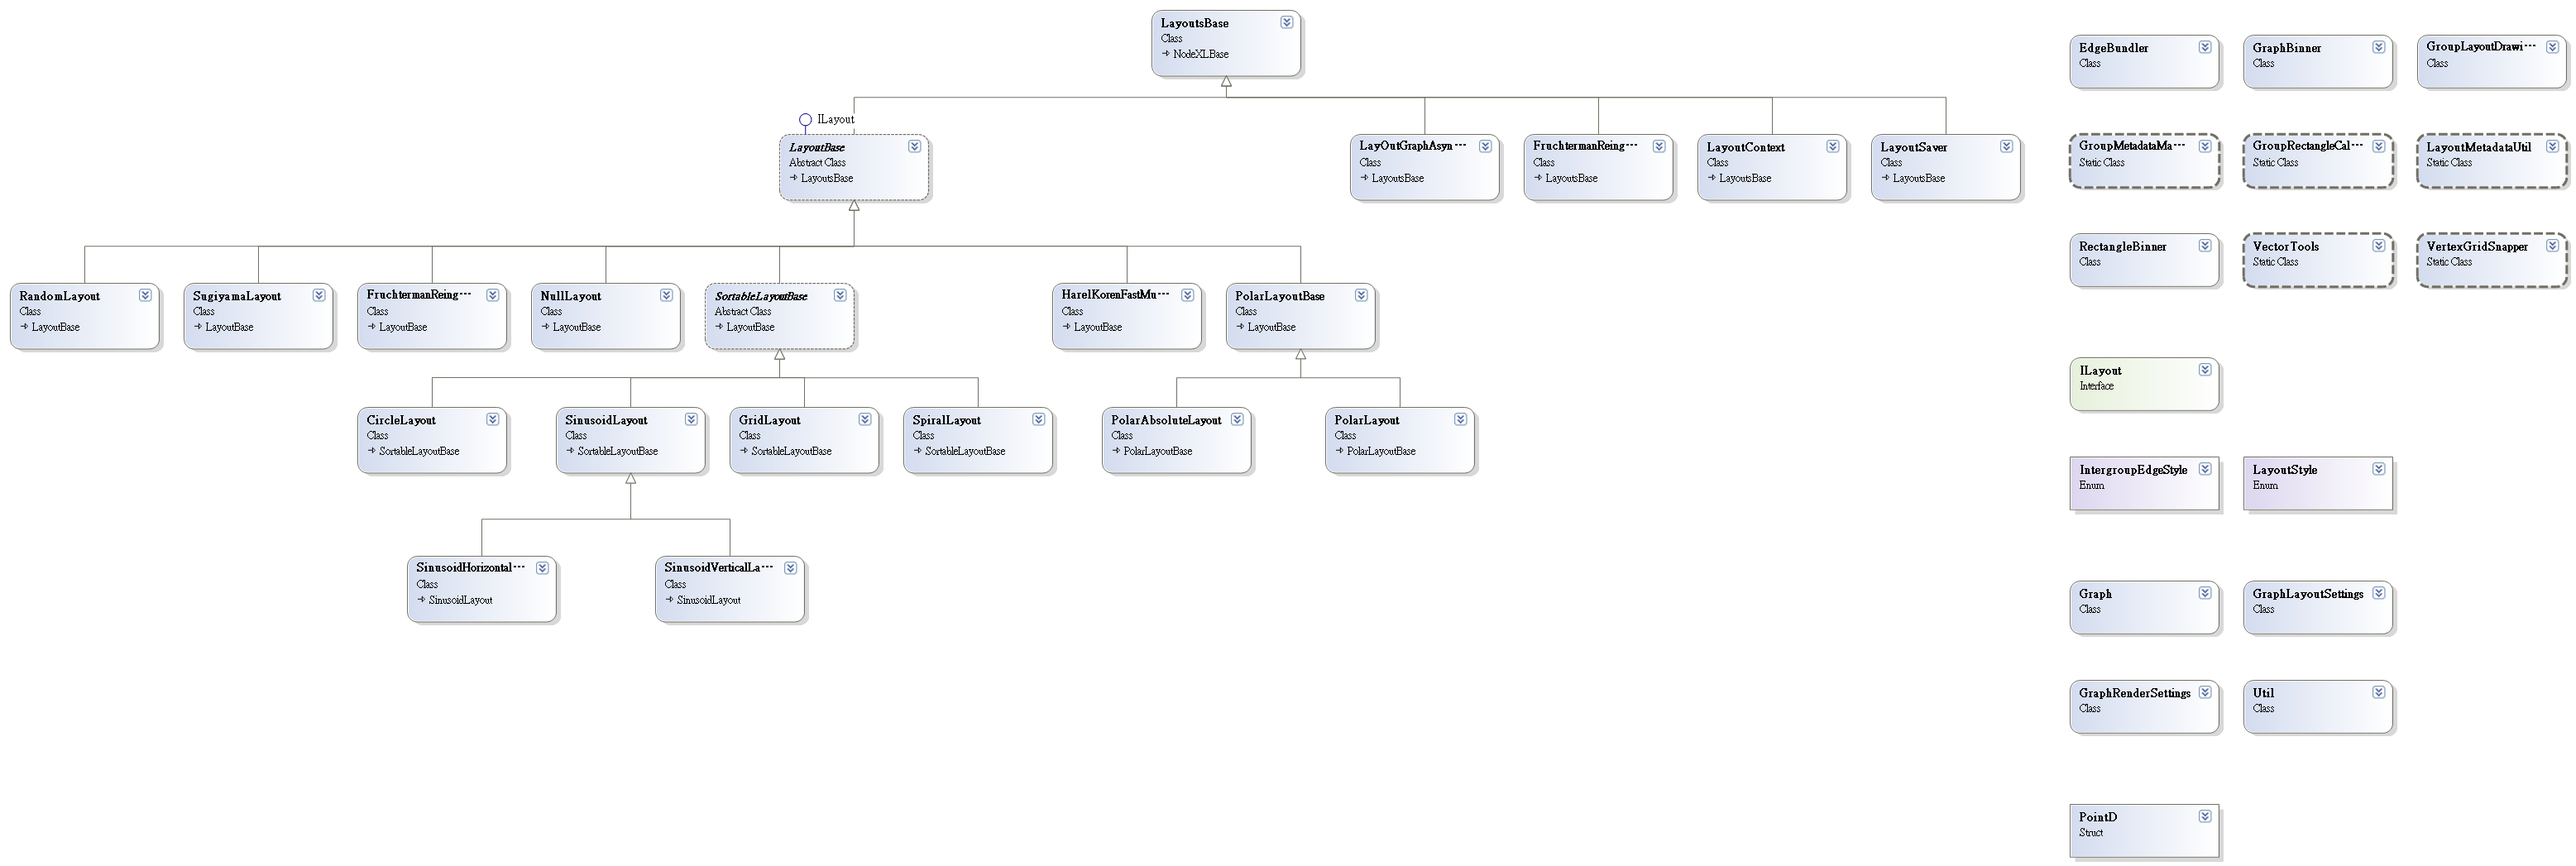 LayoutsBase
Class
NodeXLBase
ILayout
LayoutBase
Abstract Class
LayoutsBase
LayOutGraphAsyn···
Class
LayoutsBase
FruchtermanReing···
Class
LayoutsBase
LayoutContext
Class
LayoutsBase
LayoutSaver
Class
LayoutsBase
RandomLayout
Class
LayoutBase
SugiyamaLayout
Class
LayoutBase
FruchtermanReing···
Class
LayoutBase
NullLayout
Class
LayoutBase
SortableLayoutBase
Abstract Class
LayoutBase
HarelKorenFastMu···
Class
LayoutBase
PolarLayoutBase
Class
LayoutBase
CircleLayout
Class
SortableLayoutBase
SinusoidLayout
Class
SortableLayoutBase
GridLayout
Class
SortableLayoutBase
SpiralLayout
Class
SortableLayoutBase
PolarAbsoluteLayout
Class
PolarLayoutBase
PolarLayout
Class
PolarLayoutBase
SinusoidHorizontal···
Class
SinusoidLayout
SinusoidVerticalLa···
Class
SinusoidLayout
EdgeBundler
Class
GraphBinner
Class
GroupLayoutDrawi···
Class
GroupMetadataMa···
Static Class
GroupRectangleCal···
Static Class
LayoutMetadataUtil
Static Class
RectangleBinner
Class
VectorTools
Static Class
VertexGridSnapper
Static Class
ILayout
Interface
IntergroupEdgeStyle
Enum
LayoutStyle
Enum
Graph
Class
GraphLayoutSettings
Class
GraphRenderSettings
Class
Util
Class
PointD
Struct